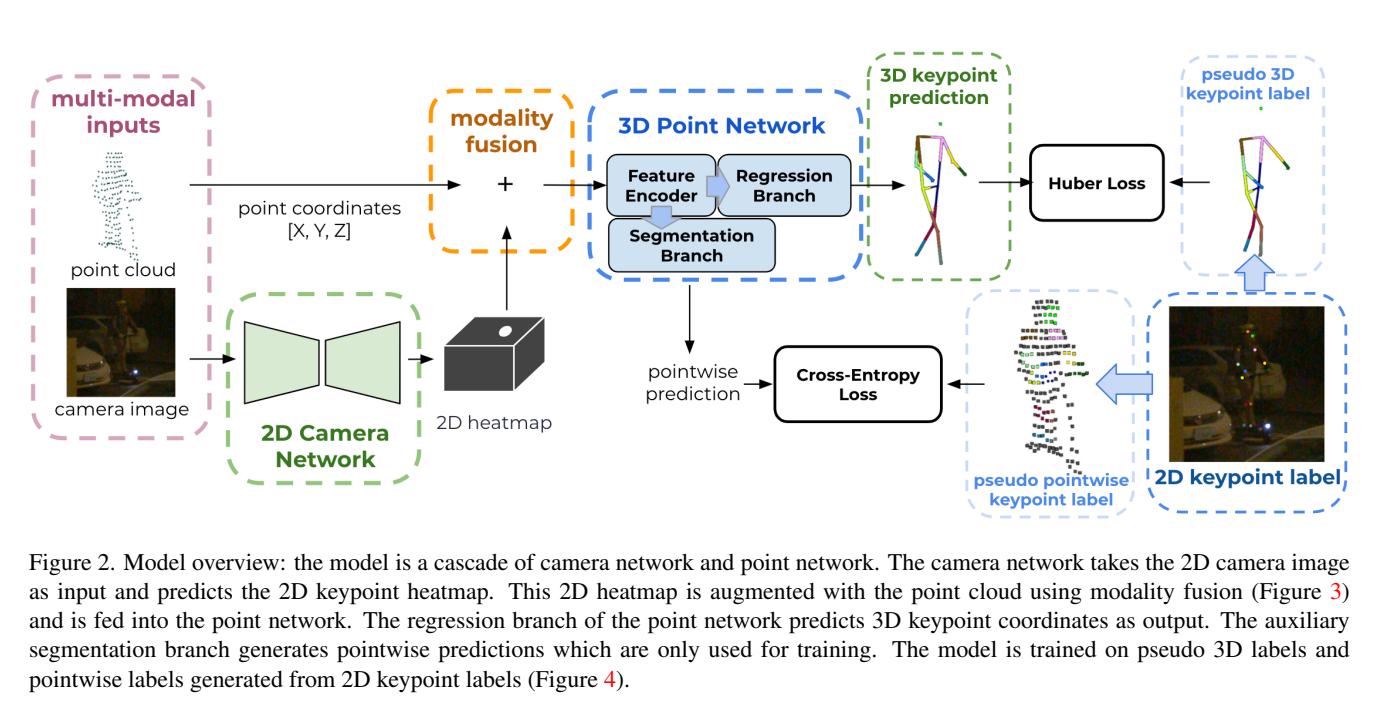 multi-modal
inputs
point cloud
camera image
point coordinates
[X, Y, Z]
2D Camera
Network
2D heatmap
modality
fusion
+
3D Point Network
Feature
Encoder
Regression
Branch
Segmentation
Branch
pointwise
prediction
3D keypoint
prediction
Huber Loss
Cross-Entropy
Loss
pseudo 3D
keypoint label
pseudo pointwise
keypoint label
2D keypoint label
Figure 2. Model overview: the model is a cascade of camera network and point network. The camera network takes the 2D camera image
as input and predicts the 2D keypoint heatmap. This 2D heatmap is augmented with the point cloud using modality fusion (Figure 3)
and is fed into the point network. The regression branch of the point network predicts 3D keypoint coordinates as output. The auxiliary
segmentation branch generates pointwise predictions which are only used for training. The model is trained on pseudo 3D labels and
pointwise labels generated from 2D keypoint labels (Figure 4).